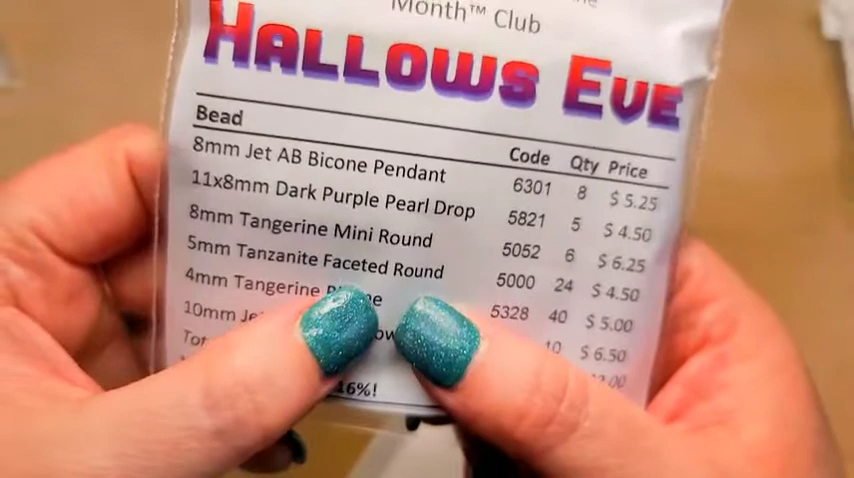 Month™ Club
HALLOWS EVE
Bead Code Qty Price
8mm Jet AB Bicone Pendant 6301 8 $ 5.25
11x8mm Dark Purple Pearl Drop 5821 5 $ 4.50
8mm Tangerine Mini Round 5052 6 $ 6.25
5mm Tanzanite Faceted Round 5000 24 $ 4.50
4mm Tangerine 5328 40 $ 5.00
10mm 10 $ 6.50
16%!